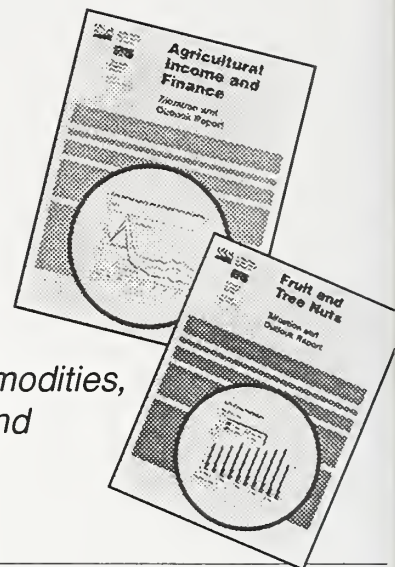 Agricultural
Income and
Finance
Situation and
Outlook Report
Fruit and
Tree Nuts
Situation and
Outlook Report
modities,
nd